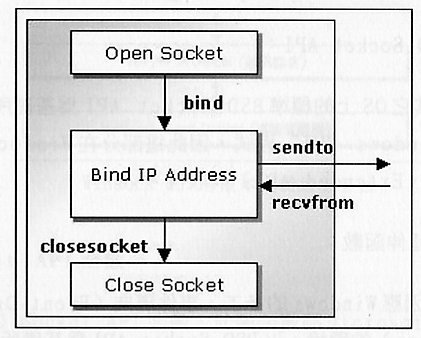 Open Socket
bind
Bind IP Address
sendto
recvfrom
closesocket
Close Socket